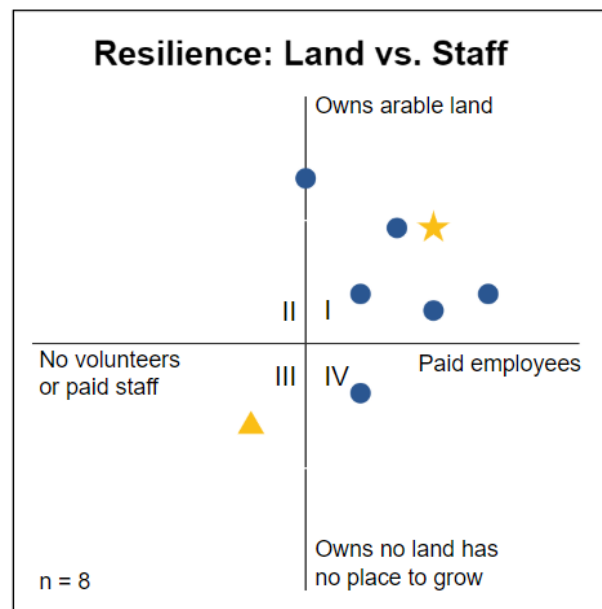 Resilience: Land vs. Staff
Owns arable land
II I
No volunteers
or paid staff
III IV
Paid employees
Owns no land has
no place to grow
n = 8